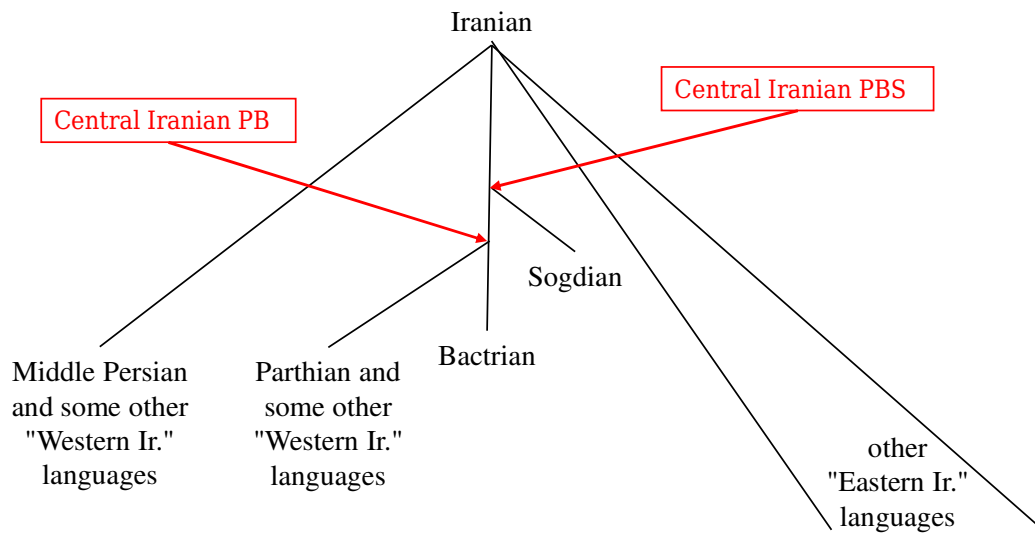 Iranian
Central Iranian PBS
Central Iranian PB
Sogdian
Bactrian
Middle Persian
and some other
"Western Ir."
languages
Parthian and
some other
"Western Ir."
languages
other
"Eastern Ir."
languages